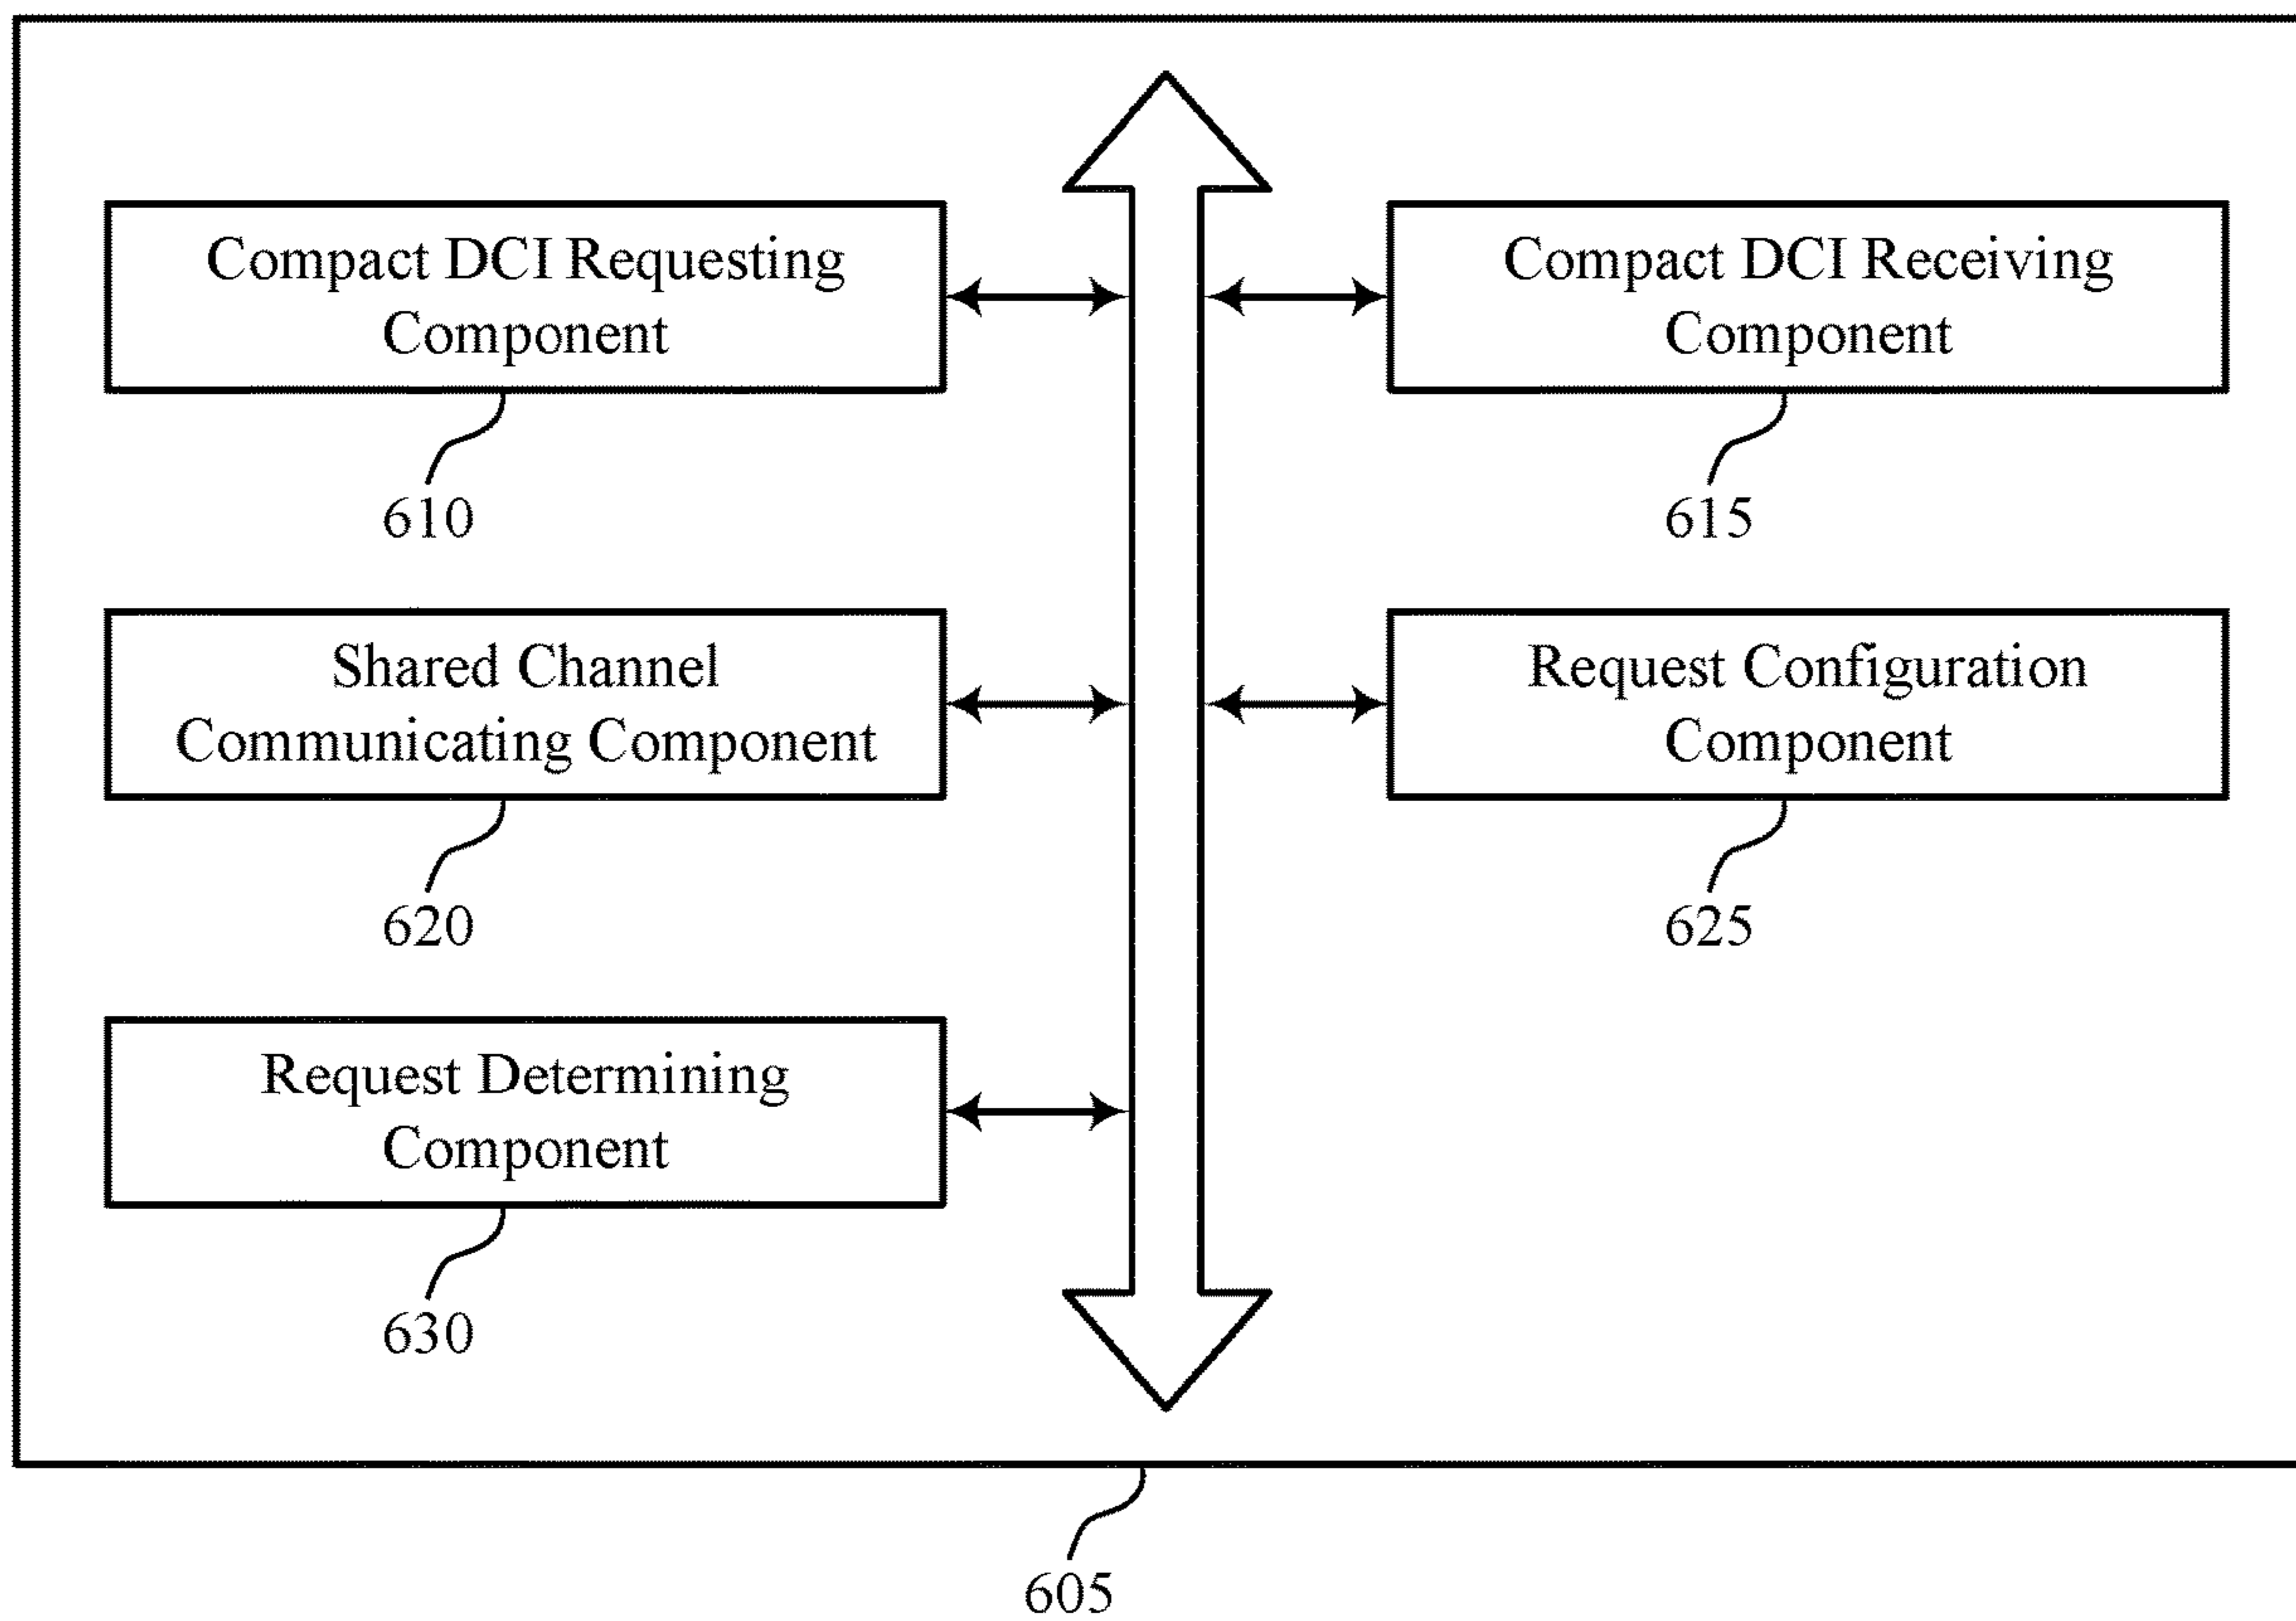 Compact DCI Requesting
Component
610
Compact DCI Receiving
Component
615
Shared Channel
Communicating Component
620
Request Configuration
Component
625
Request Determining
Component
630
605